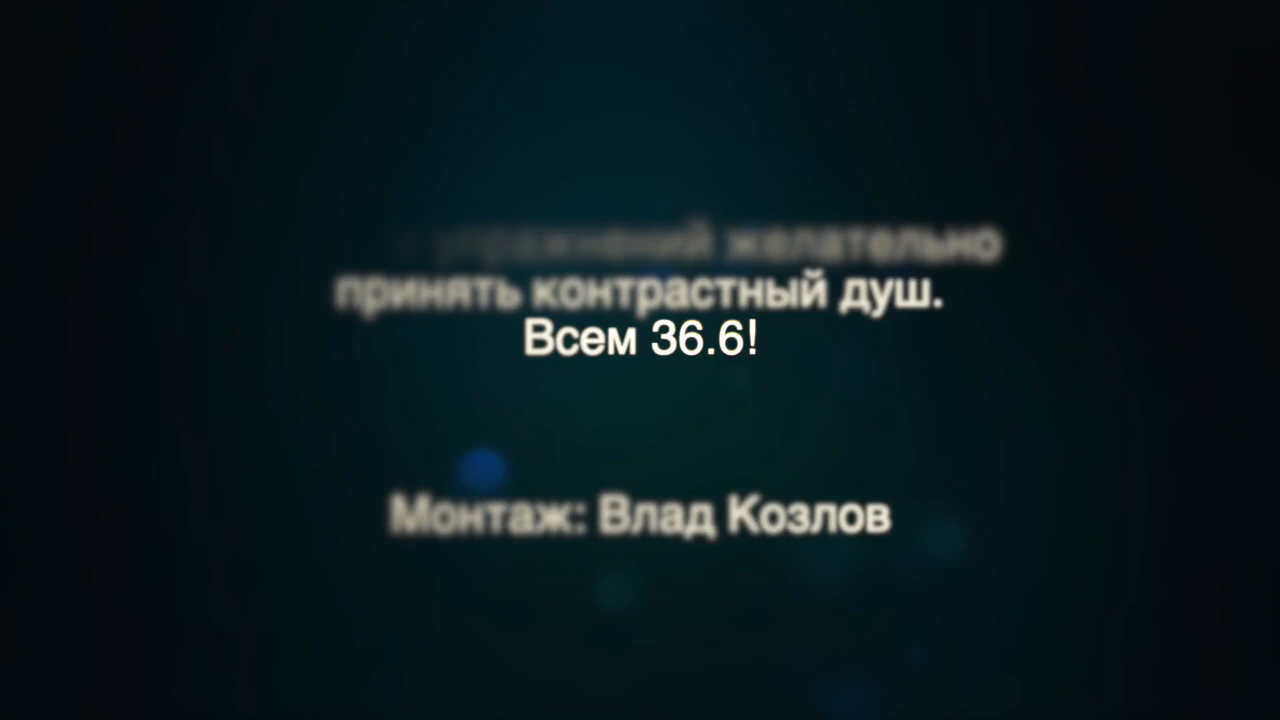 упражнений желательно
принять контрастный душ.
Всем 36.6!
Монтаж: Влад Козлов